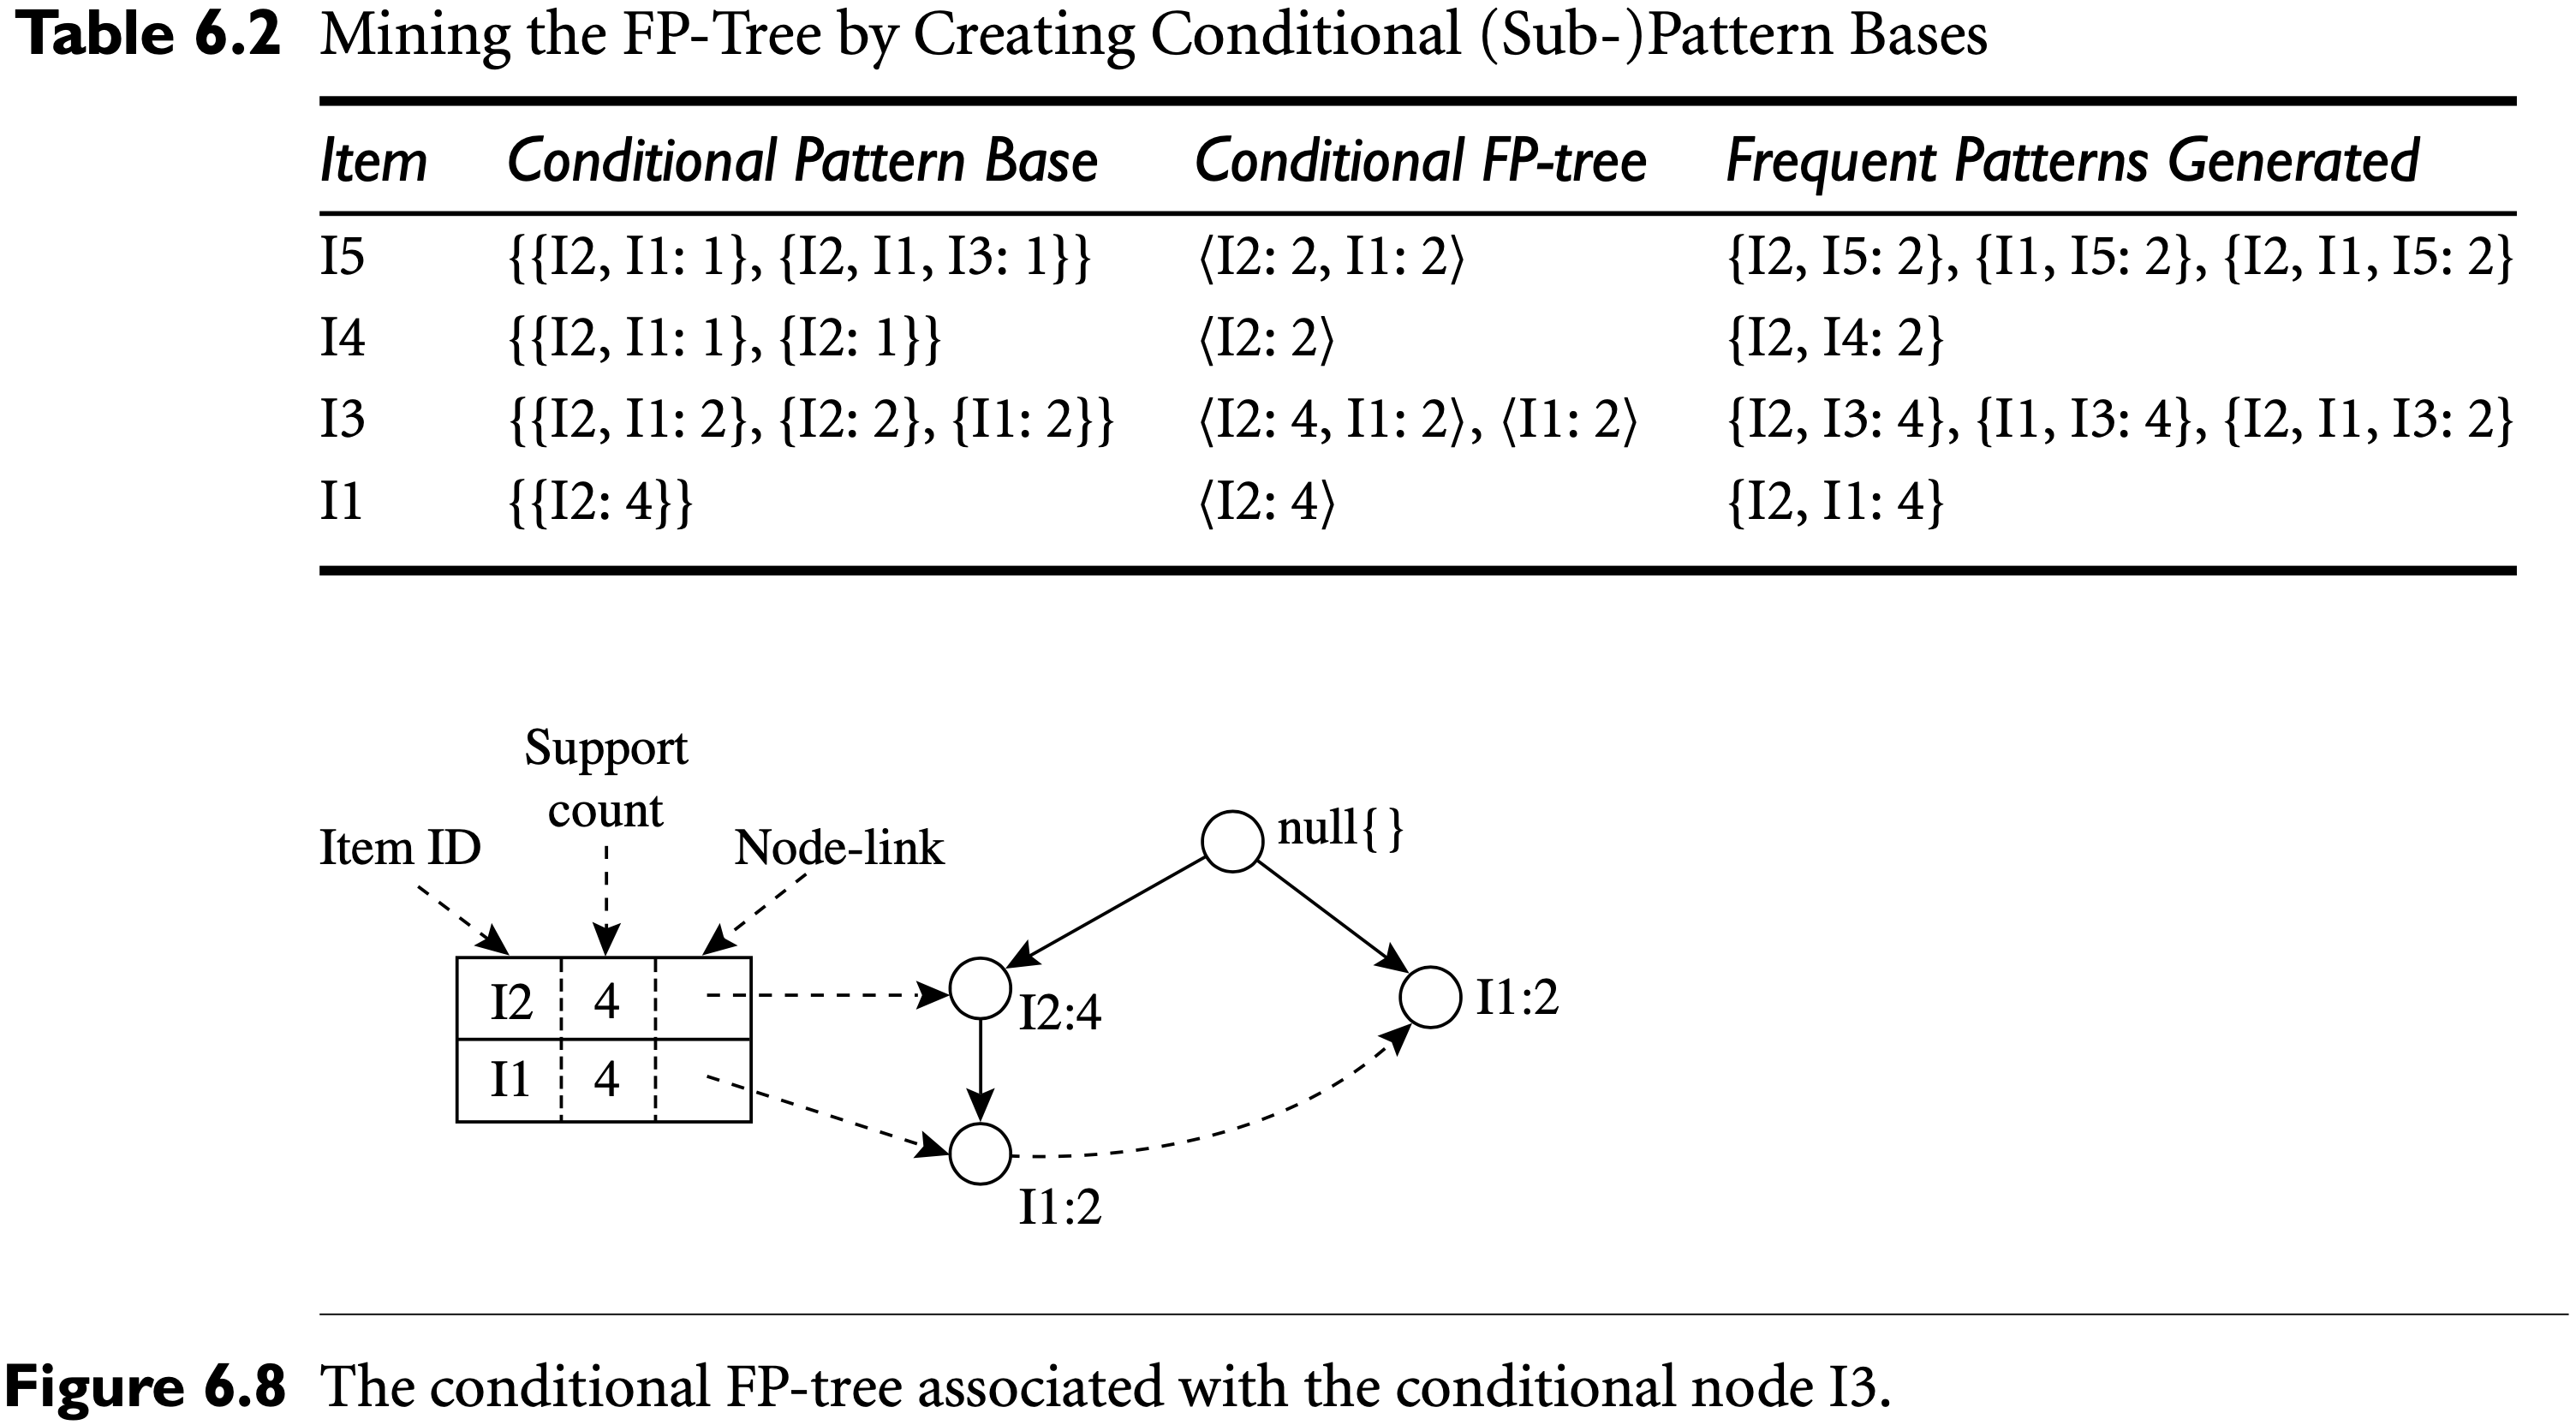 Table 6.2 Mining the FP-Tree by Creating Conditional (Sub-)Pattern Bases
Item Conditional Pattern Base Conditional FP-tree Frequent Patterns Generated
I5 {{I2, I1: 1}, {I2, I1, I3: 1}} ⟨I2: 2, I1: 2⟩ {I2, I5: 2}, {I1, I5: 2}, {I2, I1, I5: 2}
I4 {{I2, I1: 1}, {I2: 1}} ⟨I2: 2⟩ {I2, I4: 2}
I3 {{I2, I1: 2}, {I2: 2}, {I1: 2}} ⟨I2: 4, I1: 2⟩, ⟨I1: 2⟩ {I2, I3: 4}, {I1, I3: 4}, {I2, I1, I3: 2}
I1 {{I2: 4}} ⟨I2: 4⟩ {I2, I1: 4}
Support
count
Item ID
Node-link
null{ }
I2 4
I1 4
I2:4
I1:2
I1:2
Figure 6.8 The conditional FP-tree associated with the conditional node I3.